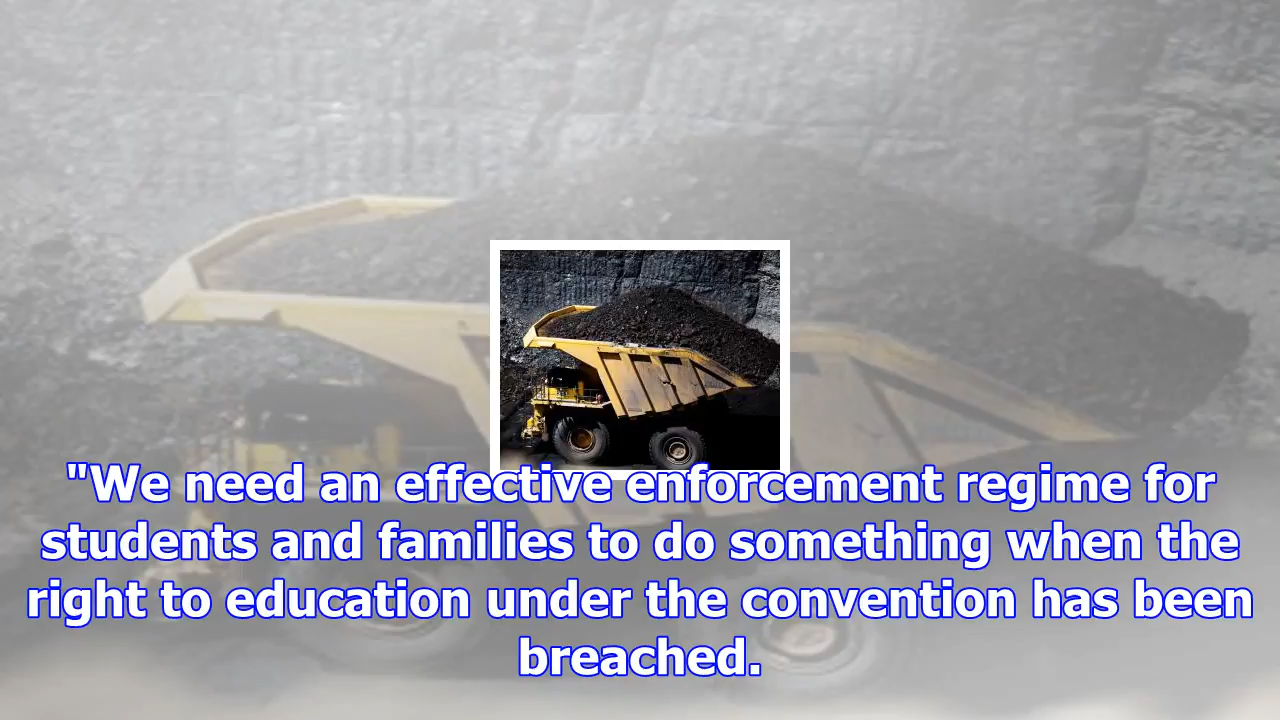 "We need an effective enforcement regime for
students and families to do something when the
right to education under the convention has been
breached.